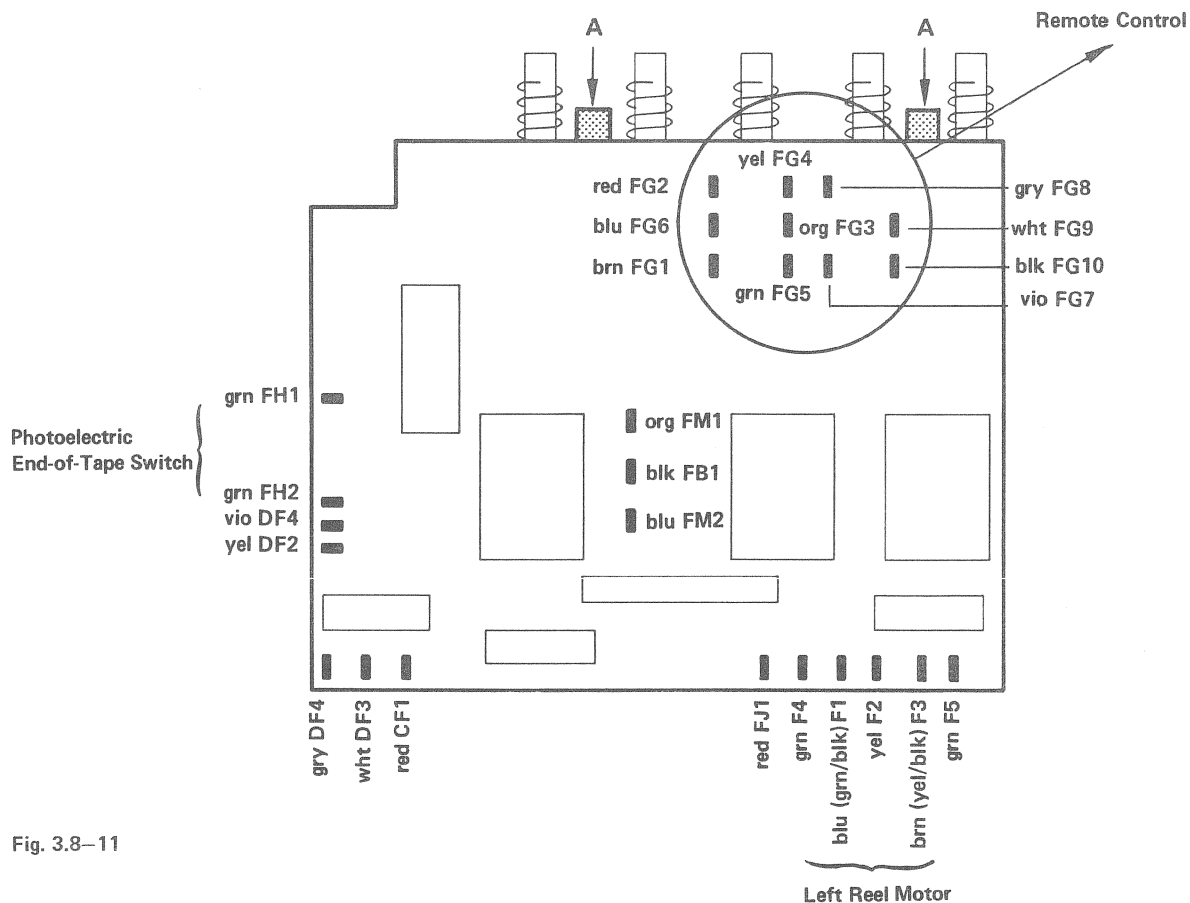 Remote Control
A
A
yel FG4
red FG2
gry FG8
blu FG6
org FG3
wht FG9
brn FG1
blk FG10
grn FG5
vio FG7
grn FH1
Photoelectric
End-of-Tape Switch
grn FH2
vio DF4
yel DF2
org FM1
blk FB1
blu FM2
gry DF4
wht DF3
red CF1
red FJ1
grn F4
blu (grn/blk) F1
yel F2
brn (yel/blk) F3
grn F5
Fig. 3.8–11
Left Reel Motor